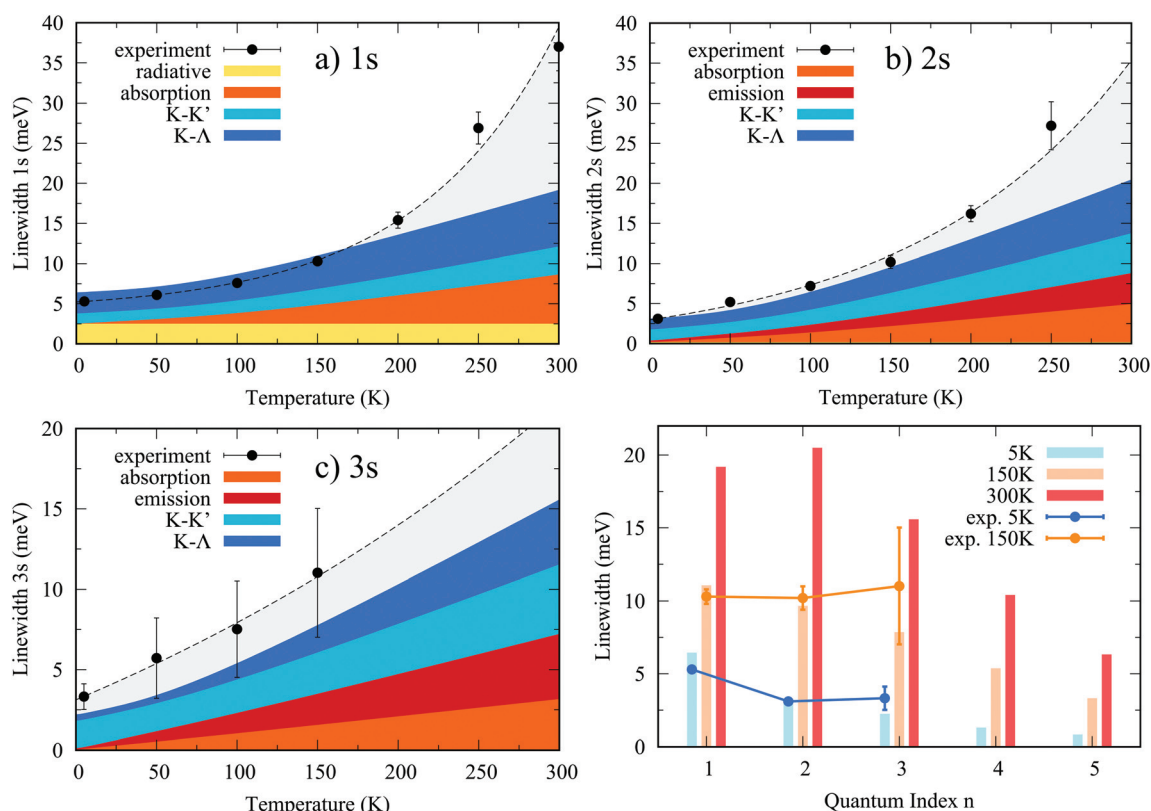 a) 1s
experiment
radiative
absorption
K-K'
K-Λ
Linewidth 1s (meV)
40
35
30
25
20
15
10
5
0
0 50 100 150 200 250 300
Temperature (K)
b) 2s
experiment
absorption
emission
K-K'
K-Λ
Linewidth 2s (meV)
40
35
30
25
20
15
10
5
0
0 50 100 150 200 250 300
Temperature (K)
c) 3s
experiment
absorption
emission
K-K'
K-Λ
Linewidth 3s (meV)
20
15
10
5
0
0 50 100 150 200 250 300
Temperature (K)
5K
150K
300K
exp. 5K
exp. 150K
Linewidth (meV)
20
15
10
5
0
1 2 3 4 5
Quantum Index n